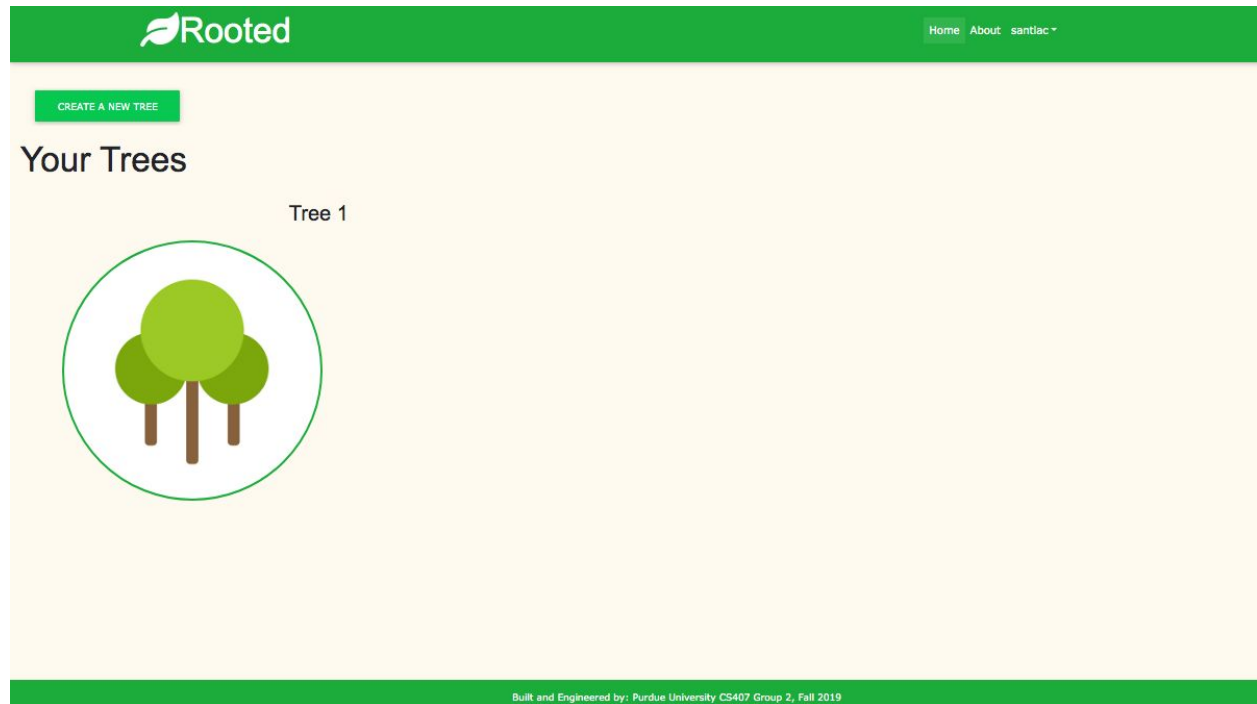 Rooted
Home About santlac
CREATE A NEW TREE
Your Trees
Tree 1
Built and Engineered by: Purdue University CS407 Group 2, Fall 2019